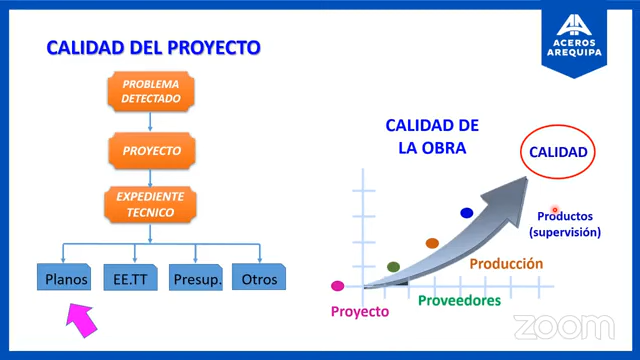 CALIDAD DEL PROYECTO
ACEROS
AREQUIPA
PROBLEMA
DETECTADO
PROYECTO
EXPEDIENTE
TECNICO
Planos
EE.TT
Presup.
Otros
CALIDAD DE
LA OBRA
CALIDAD
Productos
(supervisión)
Producción
Proveedores
Proyecto
zoom